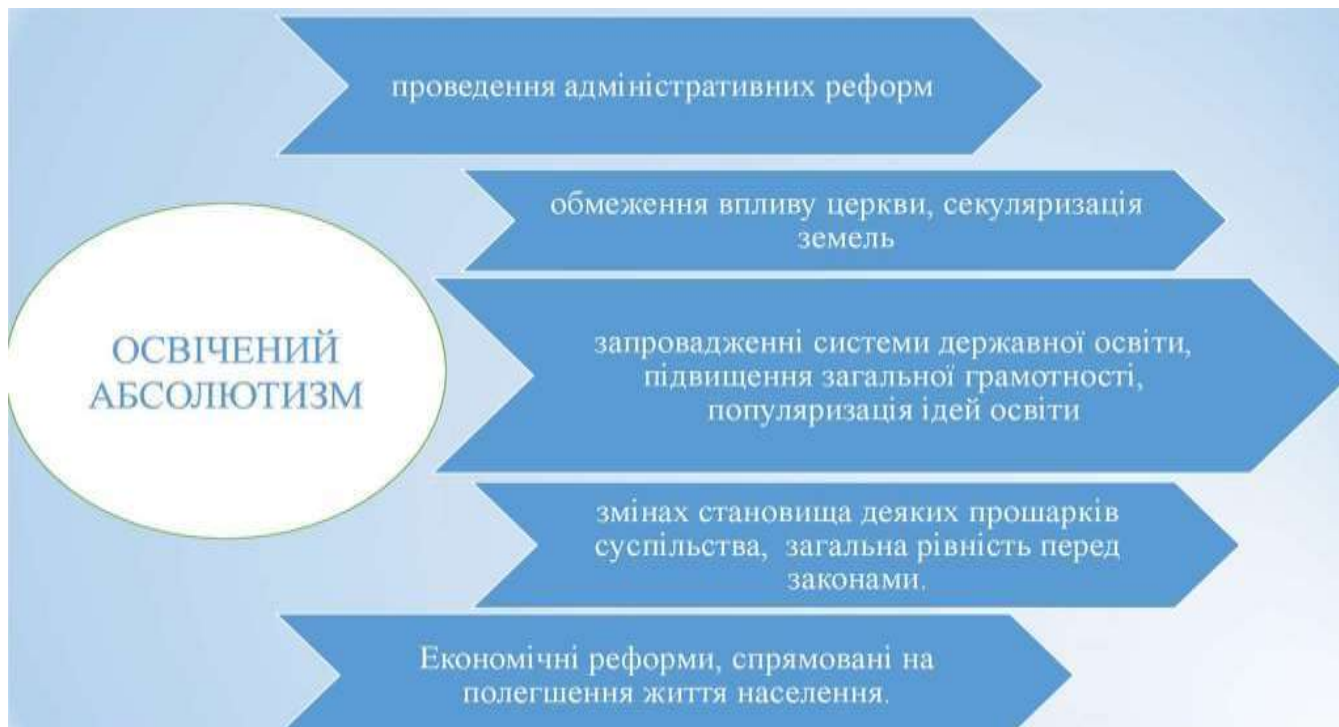 проведення адміністративних реформ
обмеження впливу церкви, секуляризація
земель
ОСВІЧЕНИЙ
АБСОЛЮТИЗМ
запровадженні системи державної освіти,
підвищення загальної грамотності,
популяризація ідей освіти
змінах становища деяких прошарків
суспільства, загальна рівність перед
законами.
Економічні реформи, спрямовані на
полегшення життя населення.